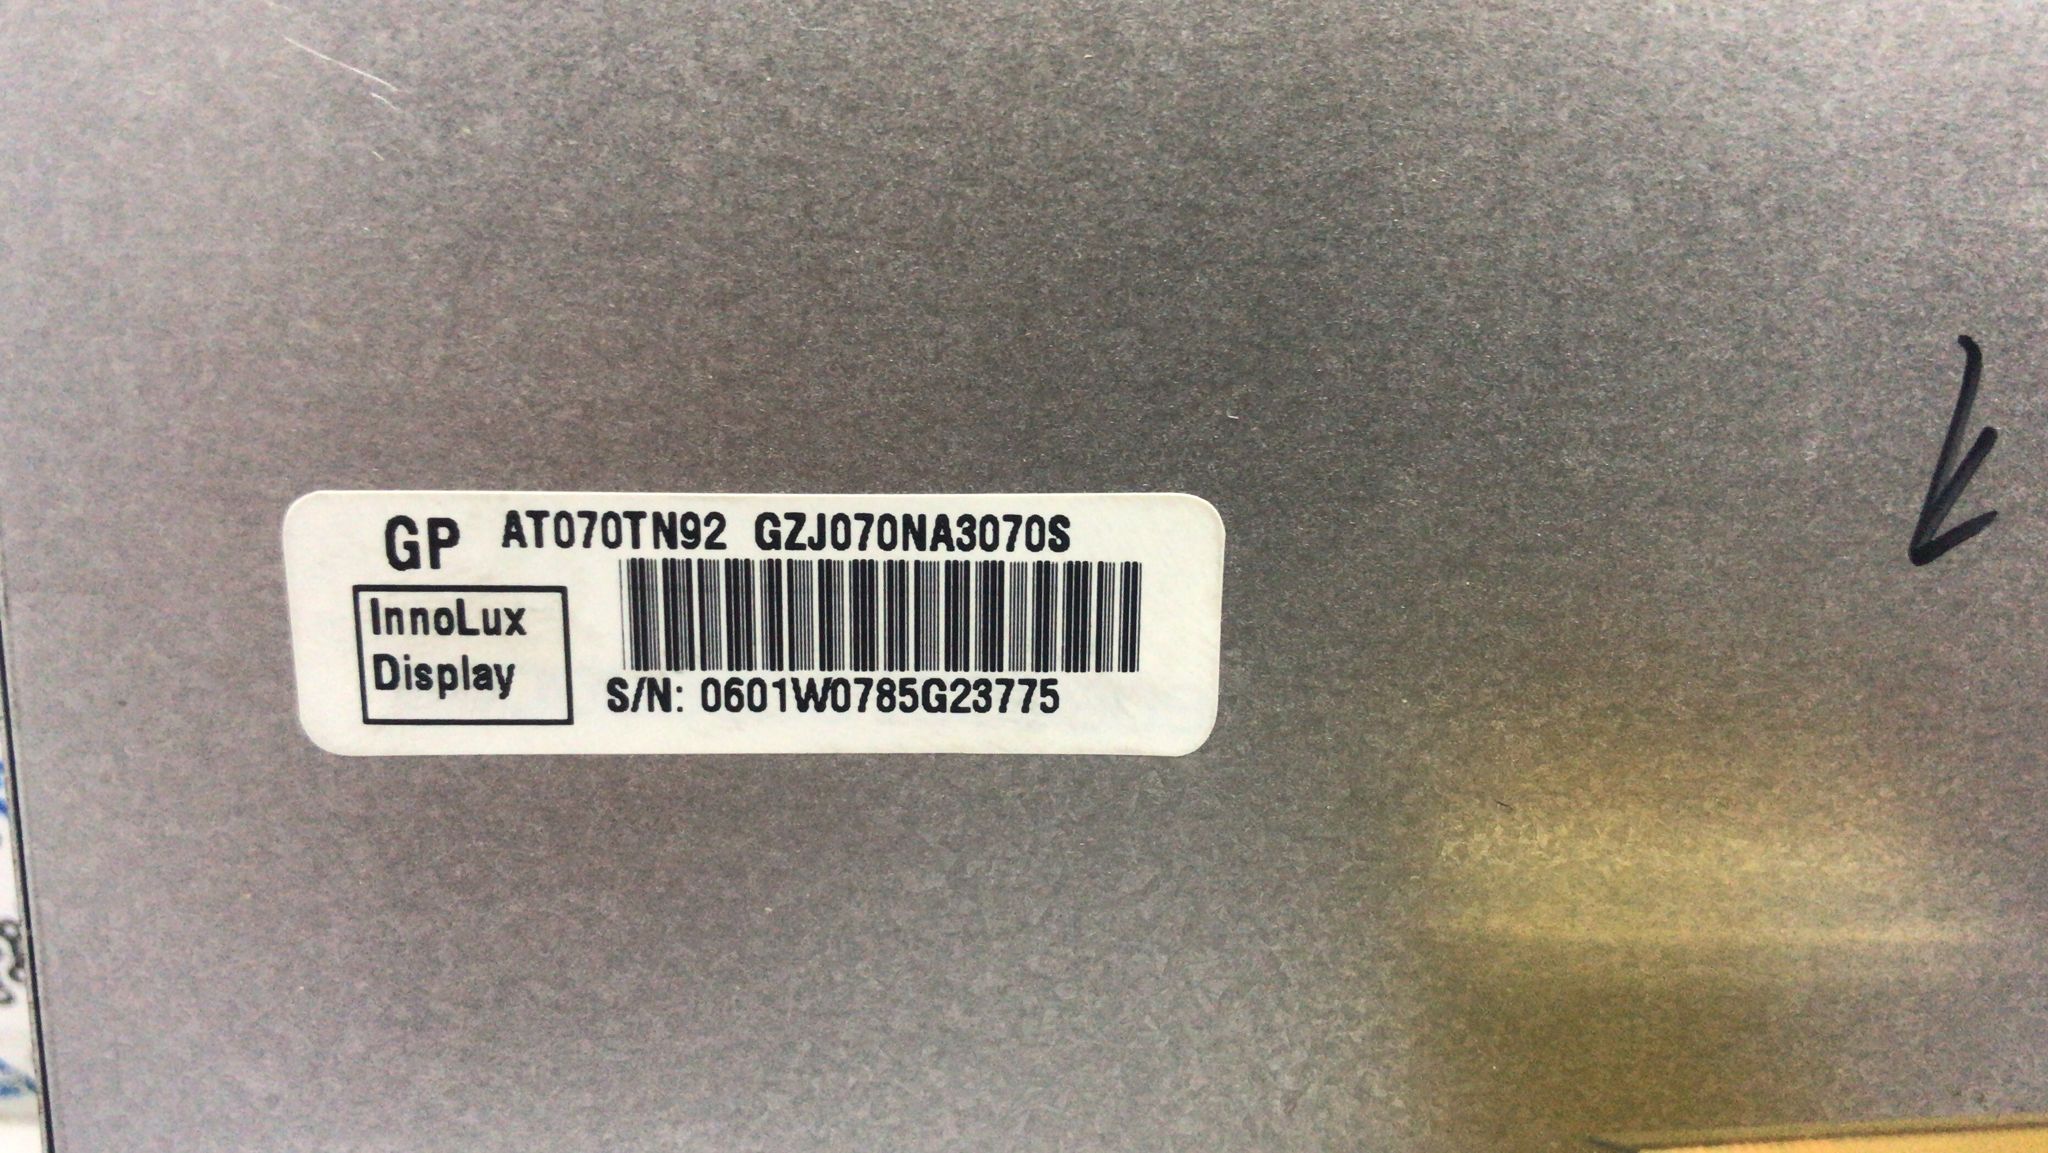 GP AT070TN92 GZJ070NA3070S
InnoLux
Display
S/N: 0601W0785G23775